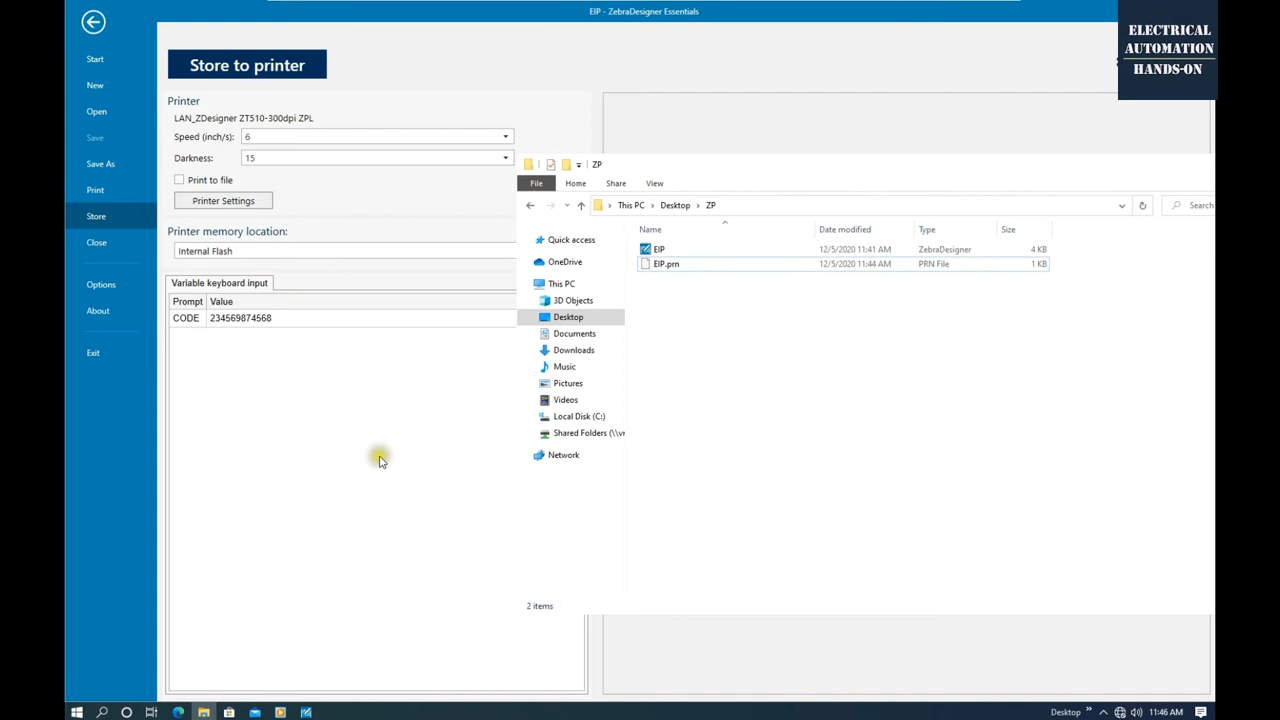 EIP - ZebraDesigner Essentials
ELECTRICAL
AUTOMATION
HANDS-ON
Start
New
Open
Save
Save As
Print
Store
Close
Options
About
Exit
Store to printer
Printer
LAN_ZDesigner ZT510-300dpi ZPL
Speed (inch/s): 6
Darkness: 15
Print to file
Printer Settings
Printer memory location:
Internal Flash
Variable keyboard input
Prompt Value
CODE 234569874568
ZP
File Home Share View
This PC > Desktop > ZP
Search
Name Date modified Type Size
EIP 12/5/2020 11:41 AM ZebraDesigner 4 KB
EIP.prn 12/5/2020 11:44 AM PRN File 1 KB
Quick access
OneDrive
This PC
3D Objects
Desktop
Documents
Downloads
Music
Pictures
Videos
Local Disk (C:)
Shared Folders (\\vr
Network
2 items
Desktop » 11:46 AM